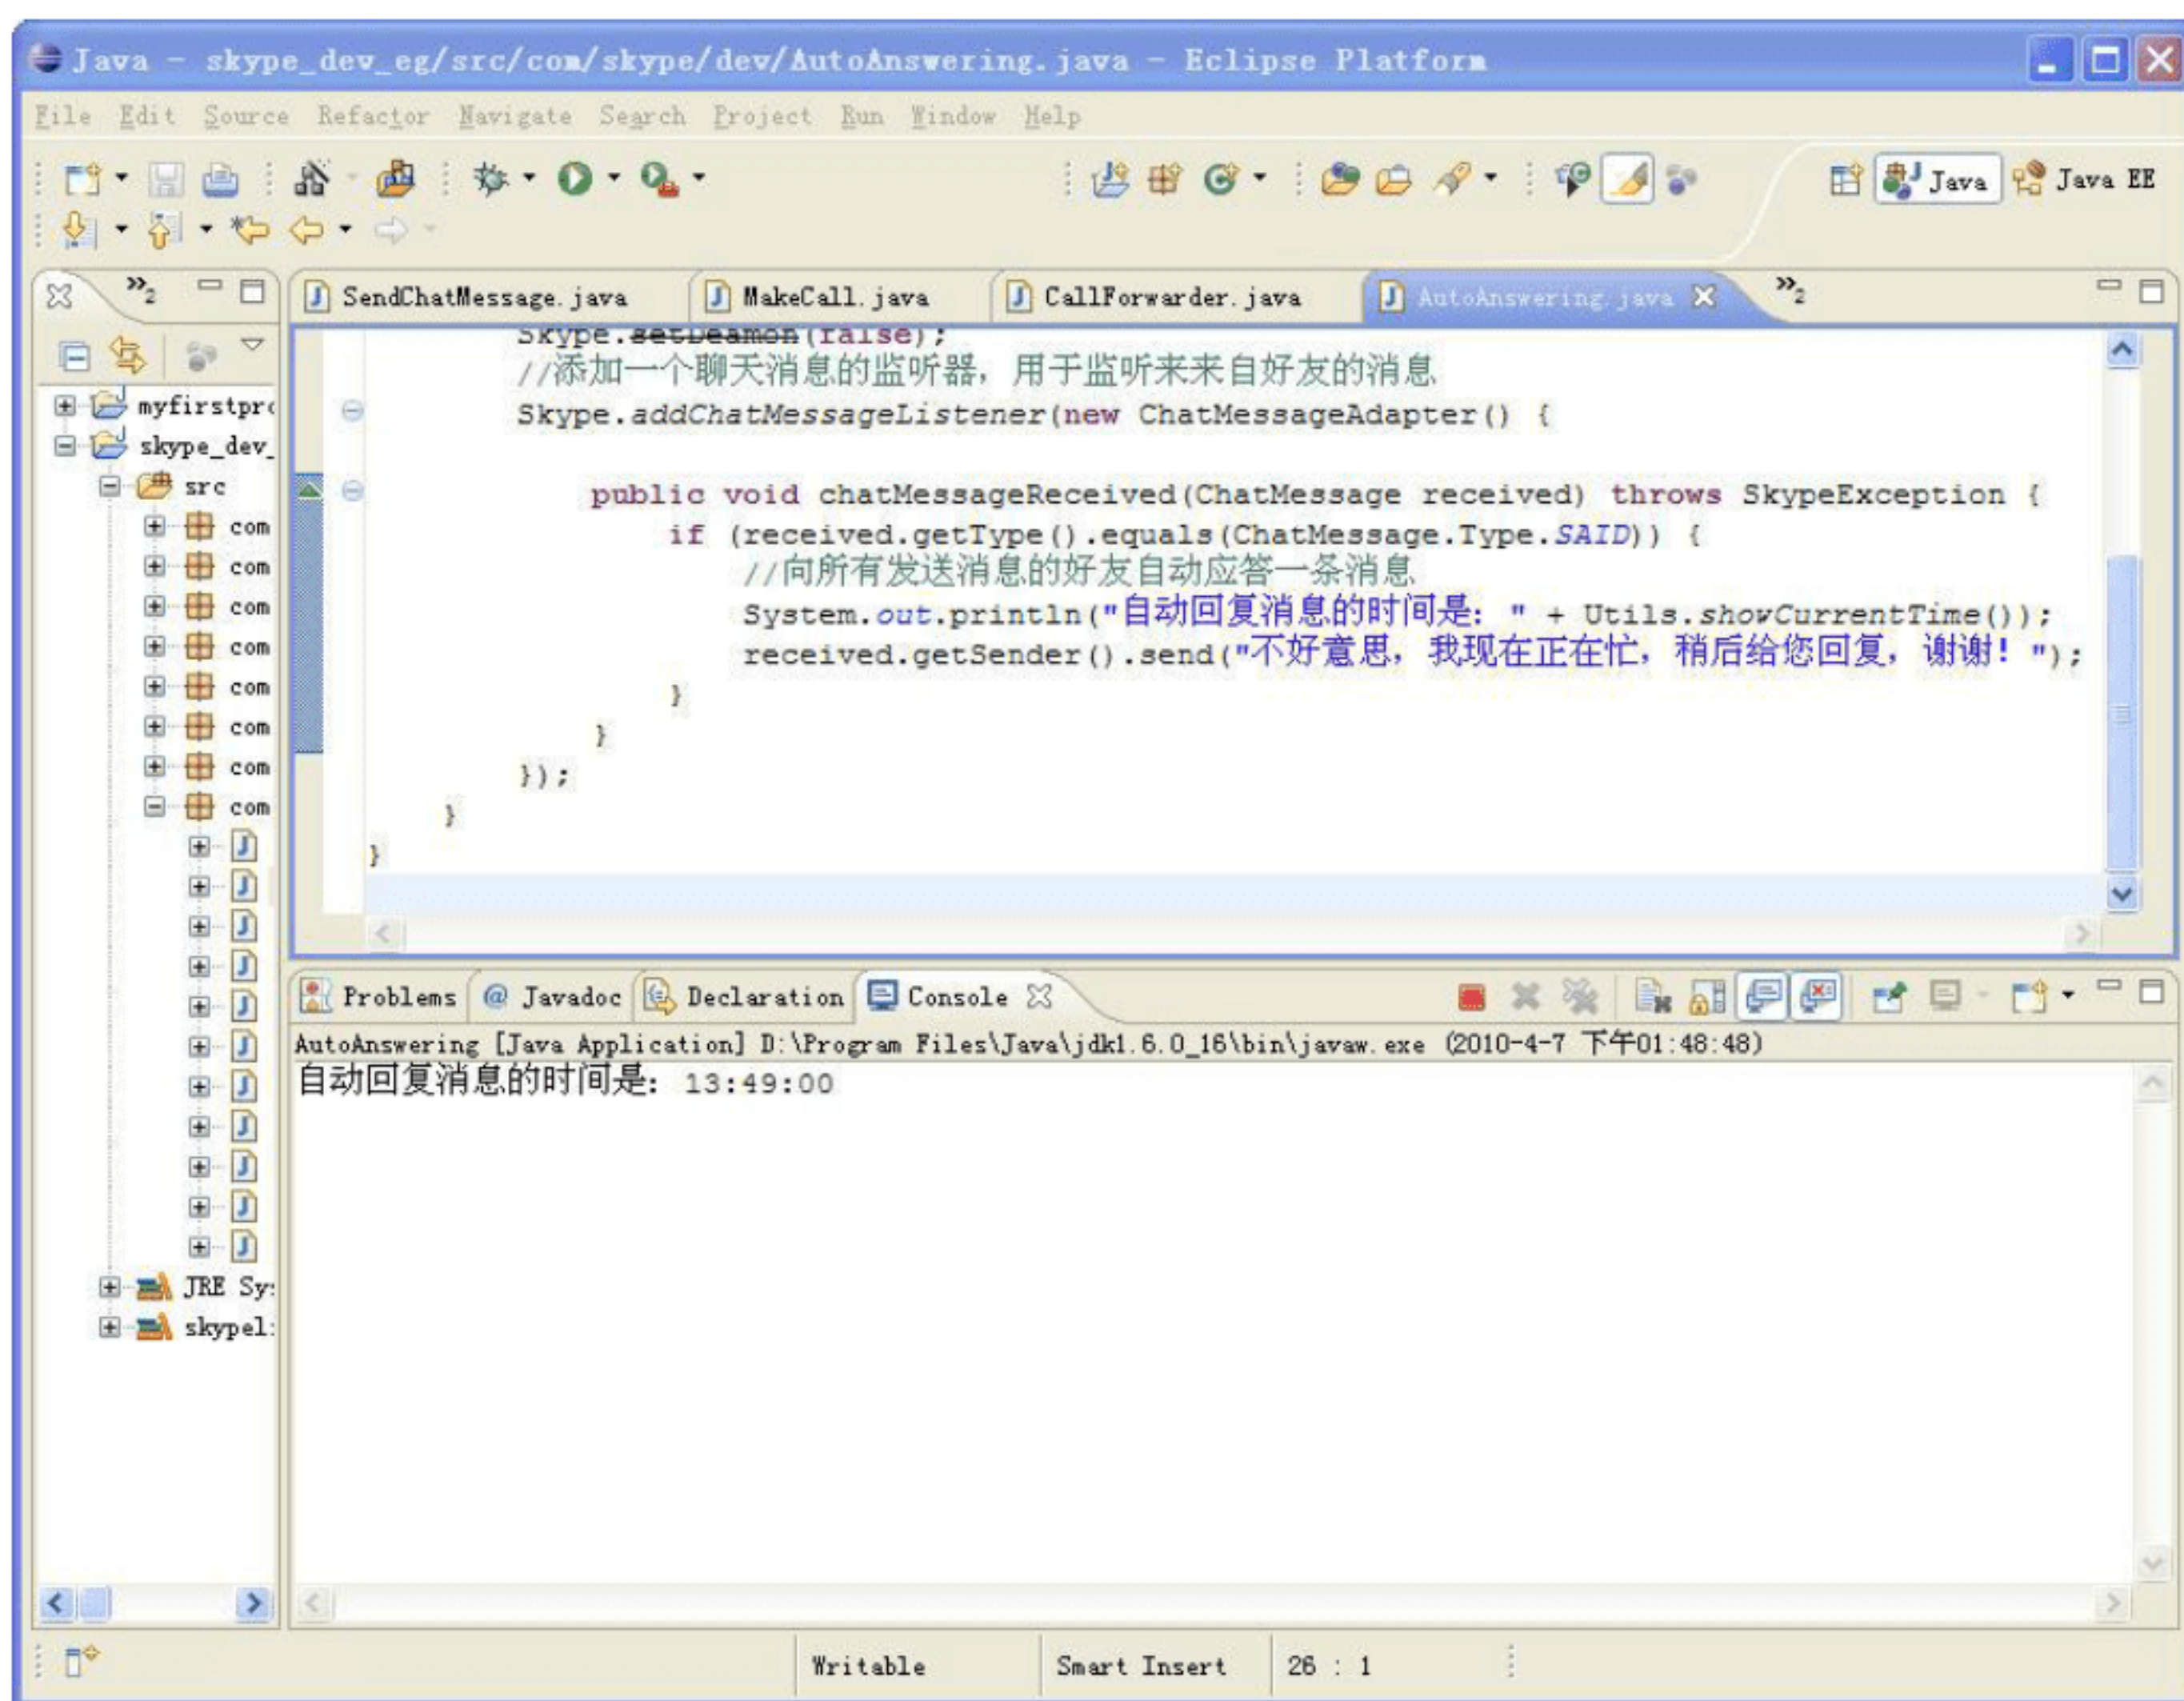 Java - skype_dev_eg/src/com/skype/dev/AutoAnswering.java - Eclipse Platform
File Edit Source Refactor Navigate Search Project Run Window Help
Java Java EE
»2
SendChatMessage.java MakeCall.java CallForwarder.java AutoAnswering.java »2
myfirstpro
skype_dev_
src
com
com
com
com
com
com
com
com
JRE Sy
skypel
Skype.setDeamon(false);
//添加一个聊天消息的监听器，用于监听来来自好友的消息
Skype.addChatMessageListener(new ChatMessageAdapter() {
public void chatMessageReceived(ChatMessage received) throws SkypeException {
if (received.getType().equals(ChatMessage.Type.SAID)) {
//向所有发送消息的好友自动应答一条消息
System.out.println("自动回复消息的时间是：" + Utils.showCurrentTime());
received.getSender().send("不好意思，我现在正在忙，稍后给您回复，谢谢！");
}
}
});
}
}
Problems @ Javadoc Declaration Console
AutoAnswering [Java Application] D:\Program Files\Java\jdk1.6.0_16\bin\javaw.exe (2010-4-7 下午01:48:48)
自动回复消息的时间是：13:49:00
Writable Smart Insert 26 : 1